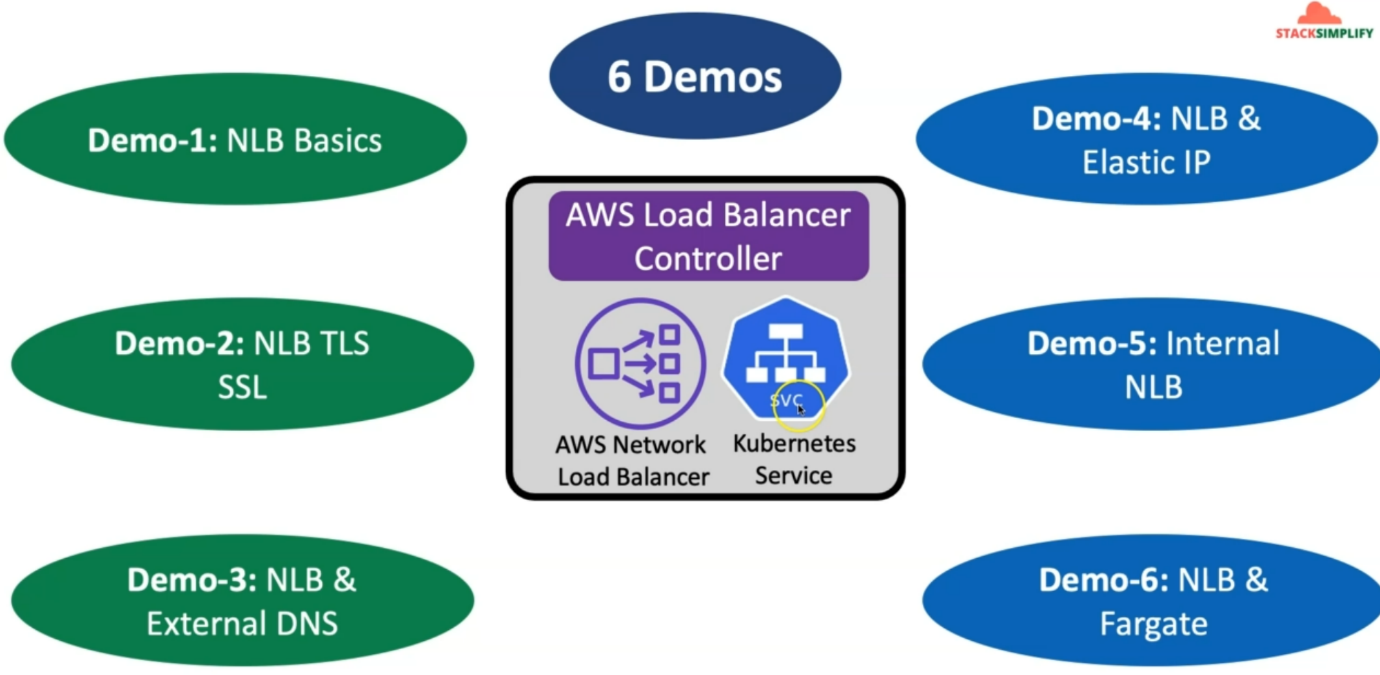 STACKSIMPLIFY
6 Demos
Demo-1: NLB Basics
Demo-2: NLB TLS
SSL
Demo-3: NLB &
External DNS
AWS Load Balancer
Controller
AWS Network
Load Balancer
SVC
Kubernetes
Service
Demo-4: NLB &
Elastic IP
Demo-5: Internal
NLB
Demo-6: NLB &
Fargate